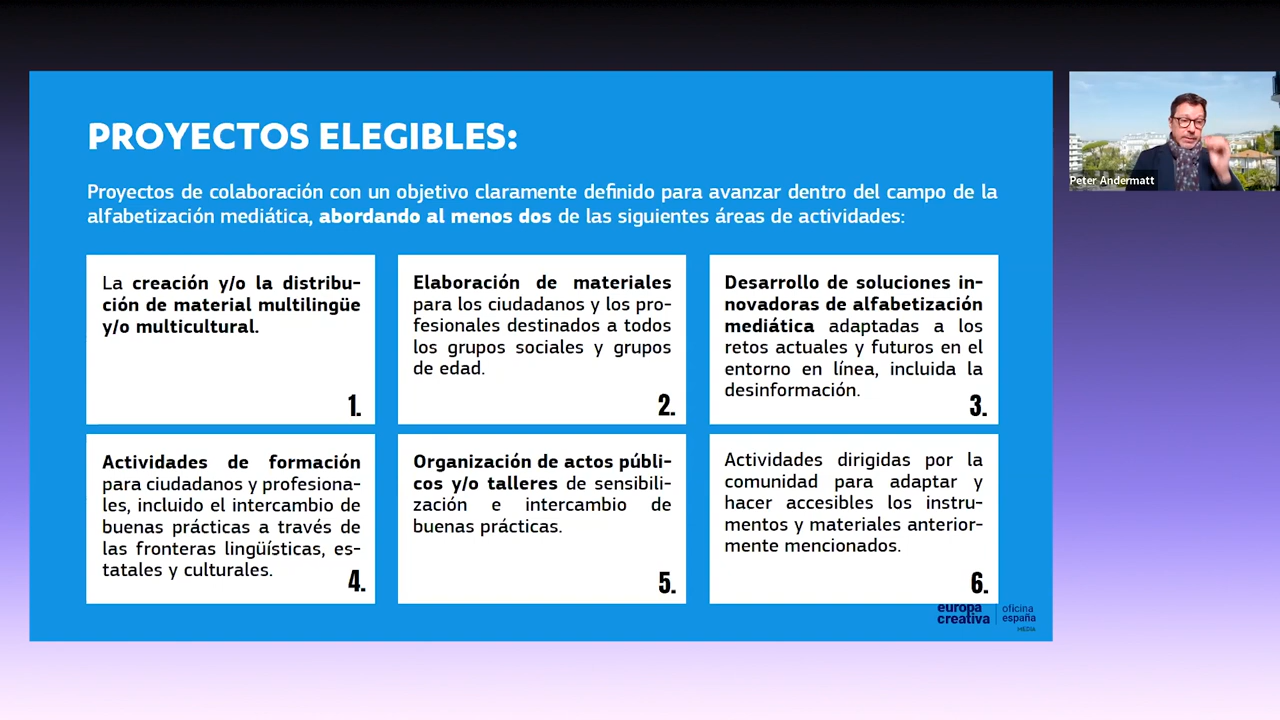 PROYECTOS ELEGIBLES:
Proyectos de colaboración con un objetivo claramente definido para avanzar dentro del campo de la
alfabetización mediática, abordando al menos dos de las siguientes áreas de actividades:
La creación y/o la distribu-
ción de material multilingüe
y/o multicultural.
1.
Elaboración de materiales
para los ciudadanos y los pro-
fesionales destinados a todos
los grupos sociales y grupos
de edad.
2.
Desarrollo de soluciones in-
novadoras de alfabetización
mediática adaptadas a los
retos actuales y futuros en el
entorno en línea, incluida la
desinformación.
3.
Actividades de formación
para ciudadanos y profesiona-
les, incluido el intercambio de
buenas prácticas a través de
las fronteras lingüísticas, es-
tatales y culturales.
4.
Organización de actos públi-
cos y/o talleres de sensibili-
zación e intercambio de
buenas prácticas.
5.
Actividades dirigidas por la
comunidad para adaptar y
hacer accesibles los instru-
mentos y materiales anterior-
mente mencionados.
6.
europa
creativa
oficina
españa
MEDIA
Peter Andermatt